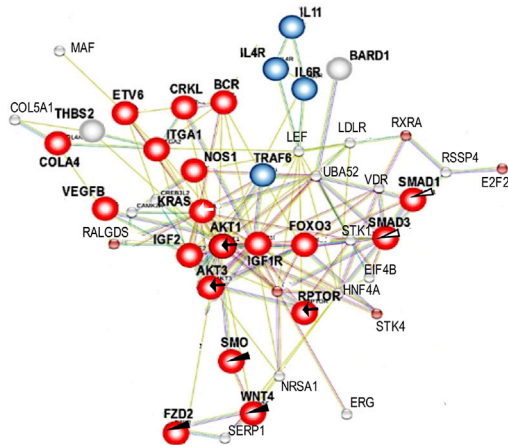 IL11
IL4R
IL6R
BARD1
MAF
ETV6
CRKL
BCR
COL5A1
THBS2
ITGA1
LEF
LDLR
RXRA
COLA4
NOS1
TRAF6
UBA52
VDR
RSSP4
E2F2
SMAD1
VEGFB
CREB3L2
KRAS
RALGDS
AKT1
FOXO3
STK1
SMAD3
IGF2
IGF1R
EIF4B
AKT3
RPTOR
HNF4A
STK4
SMO
NRSA1
WNT4
ERG
FZD2
SERP1